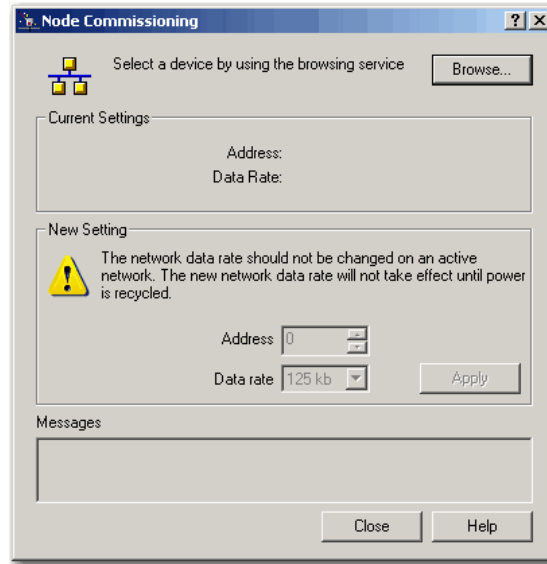 Node Commissioning
Select a device by using the browsing service
Browse...
Current Settings
Address:
Data Rate:
New Setting
The network data rate should not be changed on an active
network. The new network data rate will not take effect until power
is recycled.
Address 0
Data rate 125 kb
Apply
Messages
Close
Help